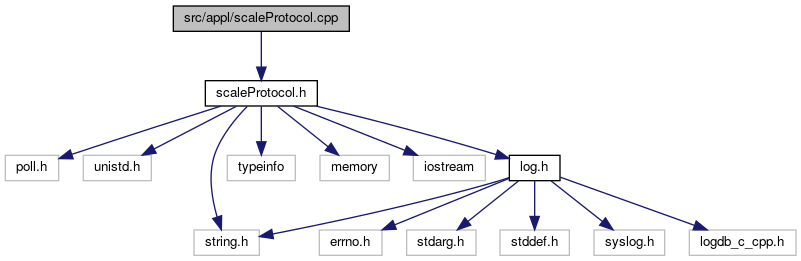 src/appl/scaleProtocol.cpp
scaleProtocol.h
poll.h
unistd.h
typeinfo
memory
iostream
log.h
string.h
errno.h
stdarg.h
stddef.h
syslog.h
logdb_c_cpp.h